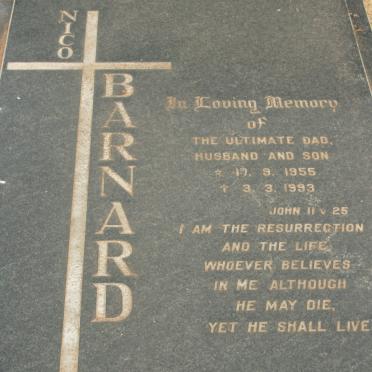 NICO
BARNARD
In Loving Memory
of
THE ULTIMATE DAD,
HUSBAND AND SON
☆ 17. 9. 1955
† 3. 3. 1993
JOHN 11 v 25
I AM THE RESURRECTION
AND THE LIFE
WHOEVER BELIEVES
IN ME ALTHOUGH
HE MAY DIE,
YET HE SHALL LIVE